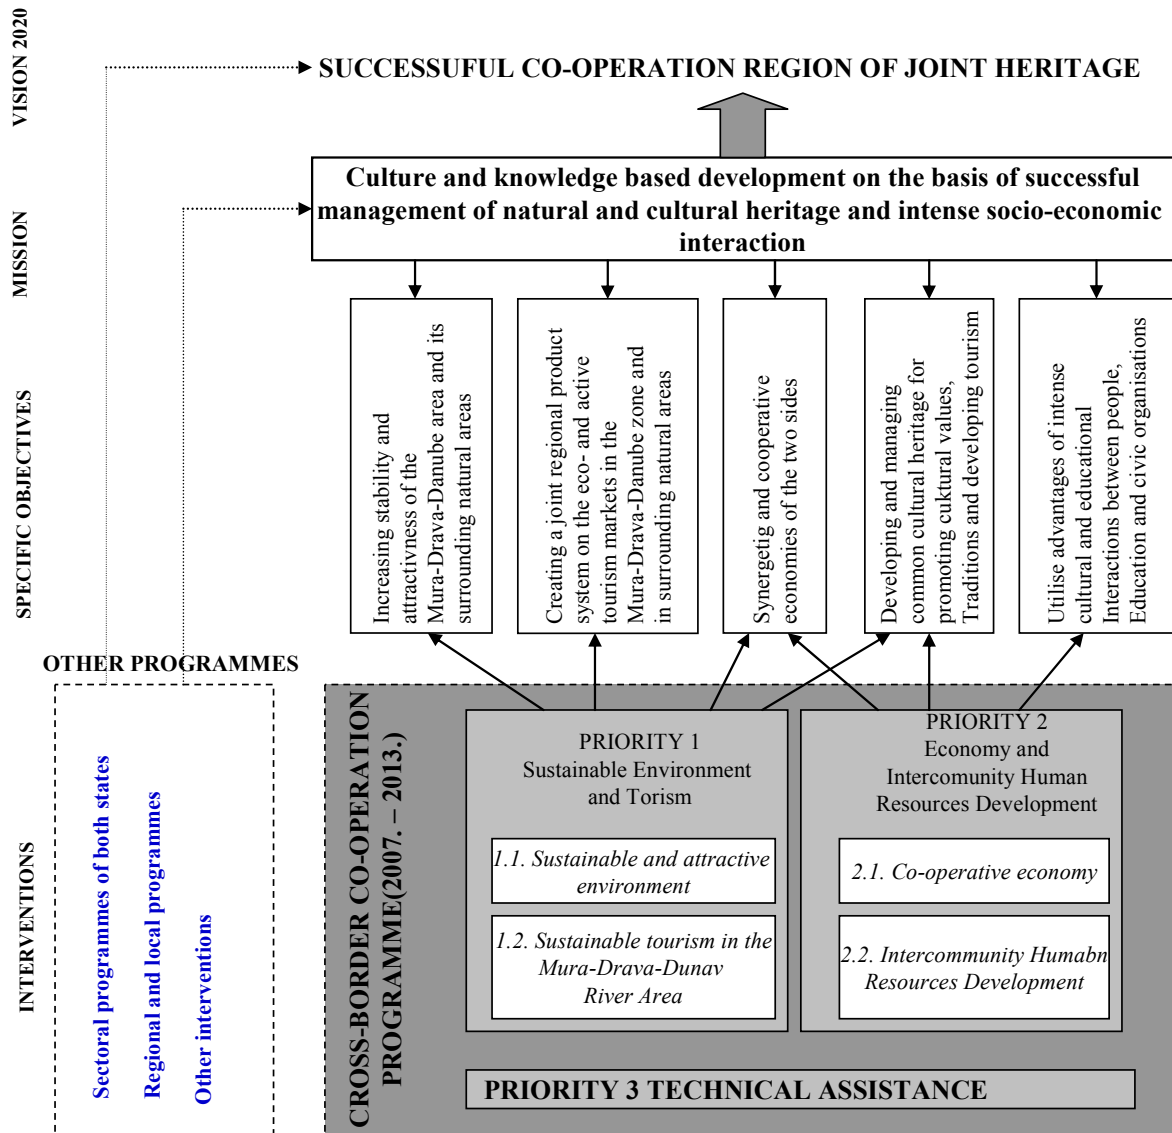 VISION 2020
SUCCESSUFUL CO-OPERATION REGION OF JOINT HERITAGE
MISSION
Culture and knowledge based development on the basis of successful
management of natural and cultural heritage and intense socio-economic
interaction
SPECIFIC OBJECTIVES
Increasing stability and
attractivness of the
Mura-Drava-Danube area and its
surrounding natural areas
Creating a joint regional product
system on the eco- and active
tourism markets in the
Mura-Drava-Danube zone and
in surrounding natural areas
Synergetig and cooperative
economies of the two sides
Developing and managing
common cultural heritage for
promoting cuktural values,
Traditions and developing tourism
Utilise advantages of intense
cultural and educational
Interactions between people,
Education and civic organisations
OTHER PROGRAMMES
INTERVENTIONS
Sectoral programes of both states
Regional and local programmes
Other interventions
CROSS-BORDER CO-OPERATION
PROGRAMME(2007. – 2013.)
PRIORITY 1
Sustainable Environment
and Torism
1.1. Sustainable and attractive
environment
1.2. Sustainable tourism in the
Mura-Drava-Dunav
River Area
PRIORITY 2
Economy and
Intercomunity Human
Resources Development
2.1. Co-operative economy
2.2. Intercommunity Humabn
Resources Development
PRIORITY 3 TECHNICAL ASSISTANCE